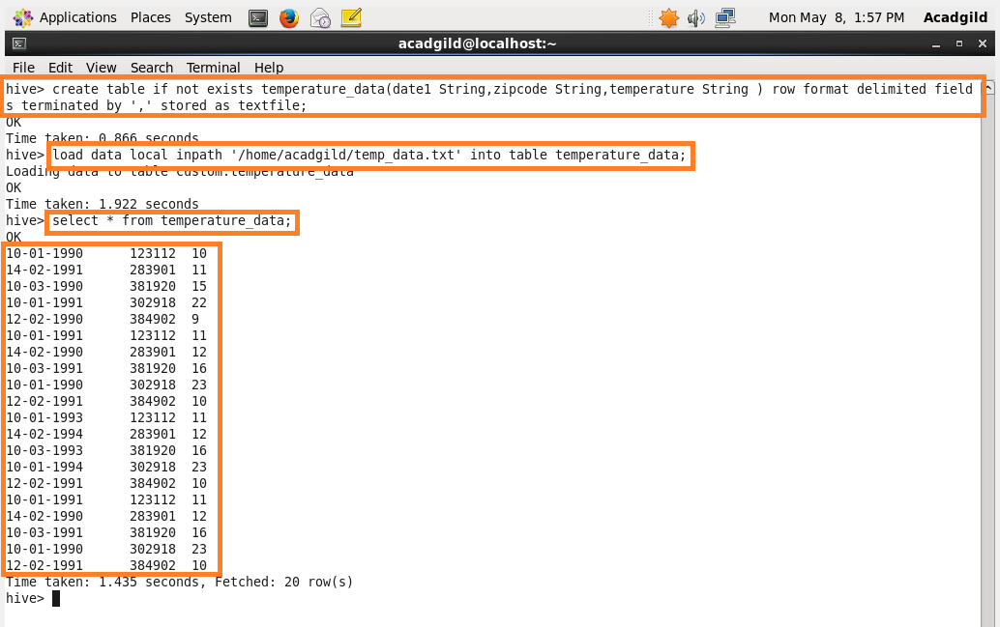 Applications Places System Mon May 8, 1:57 PM Acadgild
acadgild@localhost:~
File Edit View Search Terminal Help
hive> create table if not exists temperature_data(date1 String,zipcode String,temperature String ) row format delimited field
s terminated by ',' stored as textfile;
OK
Time taken: 0.866 seconds
hive> load data local inpath '/home/acadgild/temp_data.txt' into table temperature_data;
Loading data to table custom.temperature_data
OK
Time taken: 1.922 seconds
hive> select * from temperature_data;
OK
10-01-1990 123112 10
14-02-1991 283901 11
10-03-1990 381920 15
10-01-1991 302918 22
12-02-1990 384902 9
10-01-1991 123112 11
14-02-1990 283901 12
10-03-1991 381920 16
10-01-1990 302918 23
12-02-1991 384902 10
10-01-1993 123112 11
14-02-1994 283901 12
10-03-1993 381920 16
10-01-1994 302918 23
12-02-1991 384902 10
10-01-1991 123112 11
14-02-1990 283901 12
10-03-1991 381920 16
10-01-1990 302918 23
12-02-1991 384902 10
Time taken: 1.435 seconds, Fetched: 20 row(s)
hive>